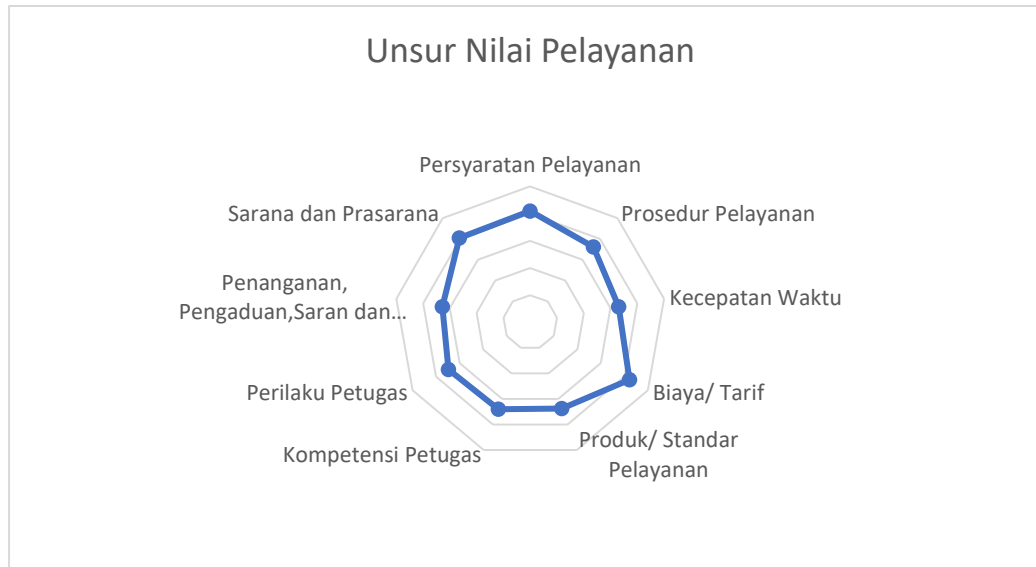 Unsur Nilai Pelayanan
Persyaratan Pelayanan
Prosedur Pelayanan
Kecepatan Waktu
Biaya/ Tarif
Produk/ Standar
Pelayanan
Kompetensi Petugas
Perilaku Petugas
Penanganan,
Pengaduan,Saran dan...
Sarana dan Prasarana